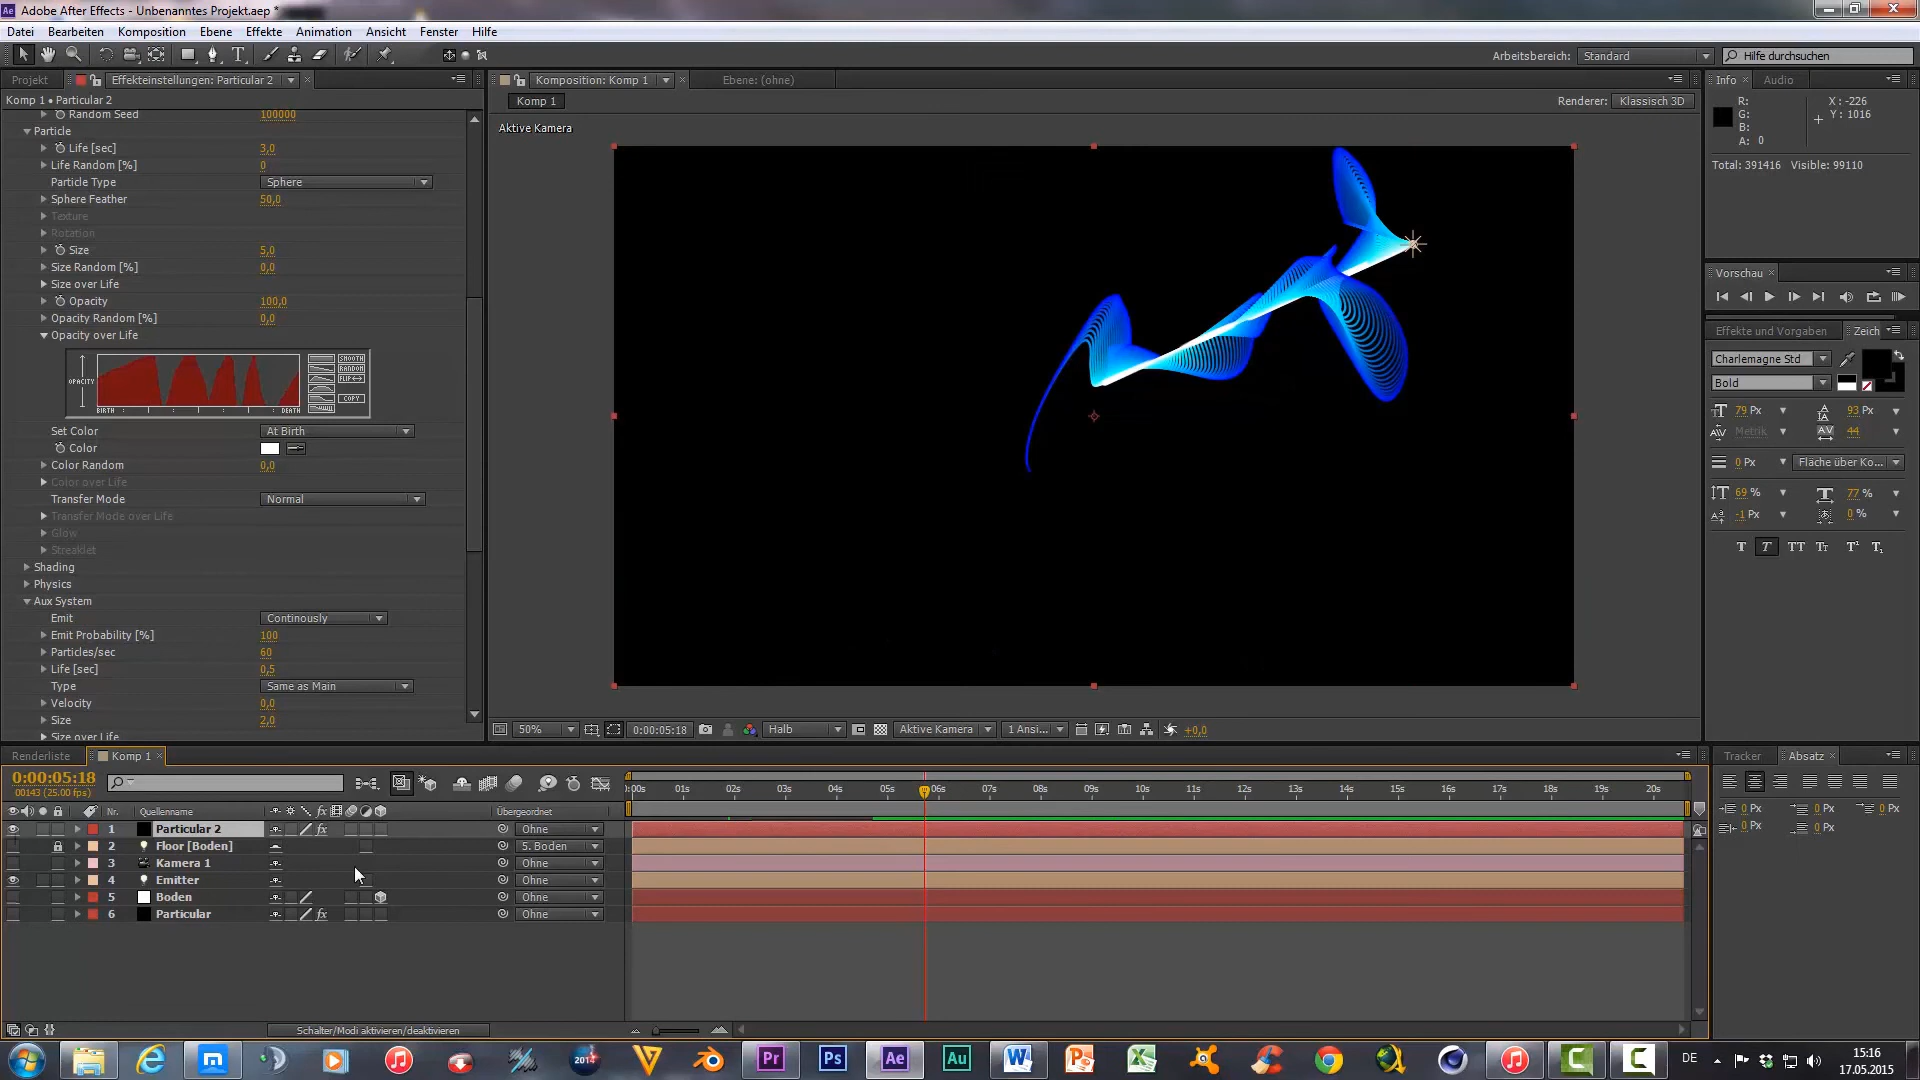 Adobe After Effects - Unbenanntes Projekt.aep *
Datei Bearbeiten Komposition Ebene Effekte Animation Ansicht Fenster Hilfe
Arbeitsbereich: Standard Hilfe durchsuchen
Projekt Effekteinstellungen: Particular 2 Komposition: Komp 1 Ebene: (ohne) Info Audio
Komp 1 • Particular 2 Komp 1 Renderer: Klassisch 3D
R: X : -226
G: Y : 1016
B:
A: 0
Aktive Kamera
Total: 391416 Visible: 99110
Random Seed 100000
Particle
Life [sec] 3,0
Life Random [%] 0
Particle Type Sphere
Sphere Feather 50,0
Texture
Rotation
Size 5,0
Size Random [%] 0,0
Size over Life
Opacity 100,0
Opacity Random [%] 0,0
Opacity over Life
OPACITY
SMOOTH
RANDOM
FLIP
COPY
BIRTH DEATH
Set Color At Birth
Color
Color Random 0,0
Color over Life
Transfer Mode Normal
Transfer Mode over Life
Glow
Streaklet
Shading
Physics
Aux System
Emit Continously
Emit Probability [%] 100
Particles/sec 60
Life [sec] 0,5
Type Same as Main
Velocity 0,0
Size 2,0
Size over Life
50% 0:00:05:18 Halb Aktive Kamera 1 Ansi... +0,0
Vorschau
Effekte und Vorgaben Zeich
Charlemagne Std
Bold
79 Px 93 Px
Metrik 44
0 Px Fläche über Ko...
69 % 77 %
-1 Px 0 %
T T TT Tt T¹ T₁
Renderliste Komp 1
0:00:05:18
00143 (25.00 fps)
Nr. Quellenname fx Übergeordnet
:00s 01s 02s 03s 04s 05s 06s 07s 08s 09s 10s 11s 12s 13s 14s 15s 16s 17s 18s 19s 20s
1 Particular 2 fx Ohne
2 Floor [Boden] 5. Boden
3 Kamera 1 Ohne
4 Emitter Ohne
5 Boden Ohne
6 Particular fx Ohne
Schalter/Modi aktivieren/deaktivieren
Tracker Absatz
0 Px 0 Px 0 Px
0 Px 0 Px
2014 Pr Ps Ae Au
DE
15:16
17.05.2015